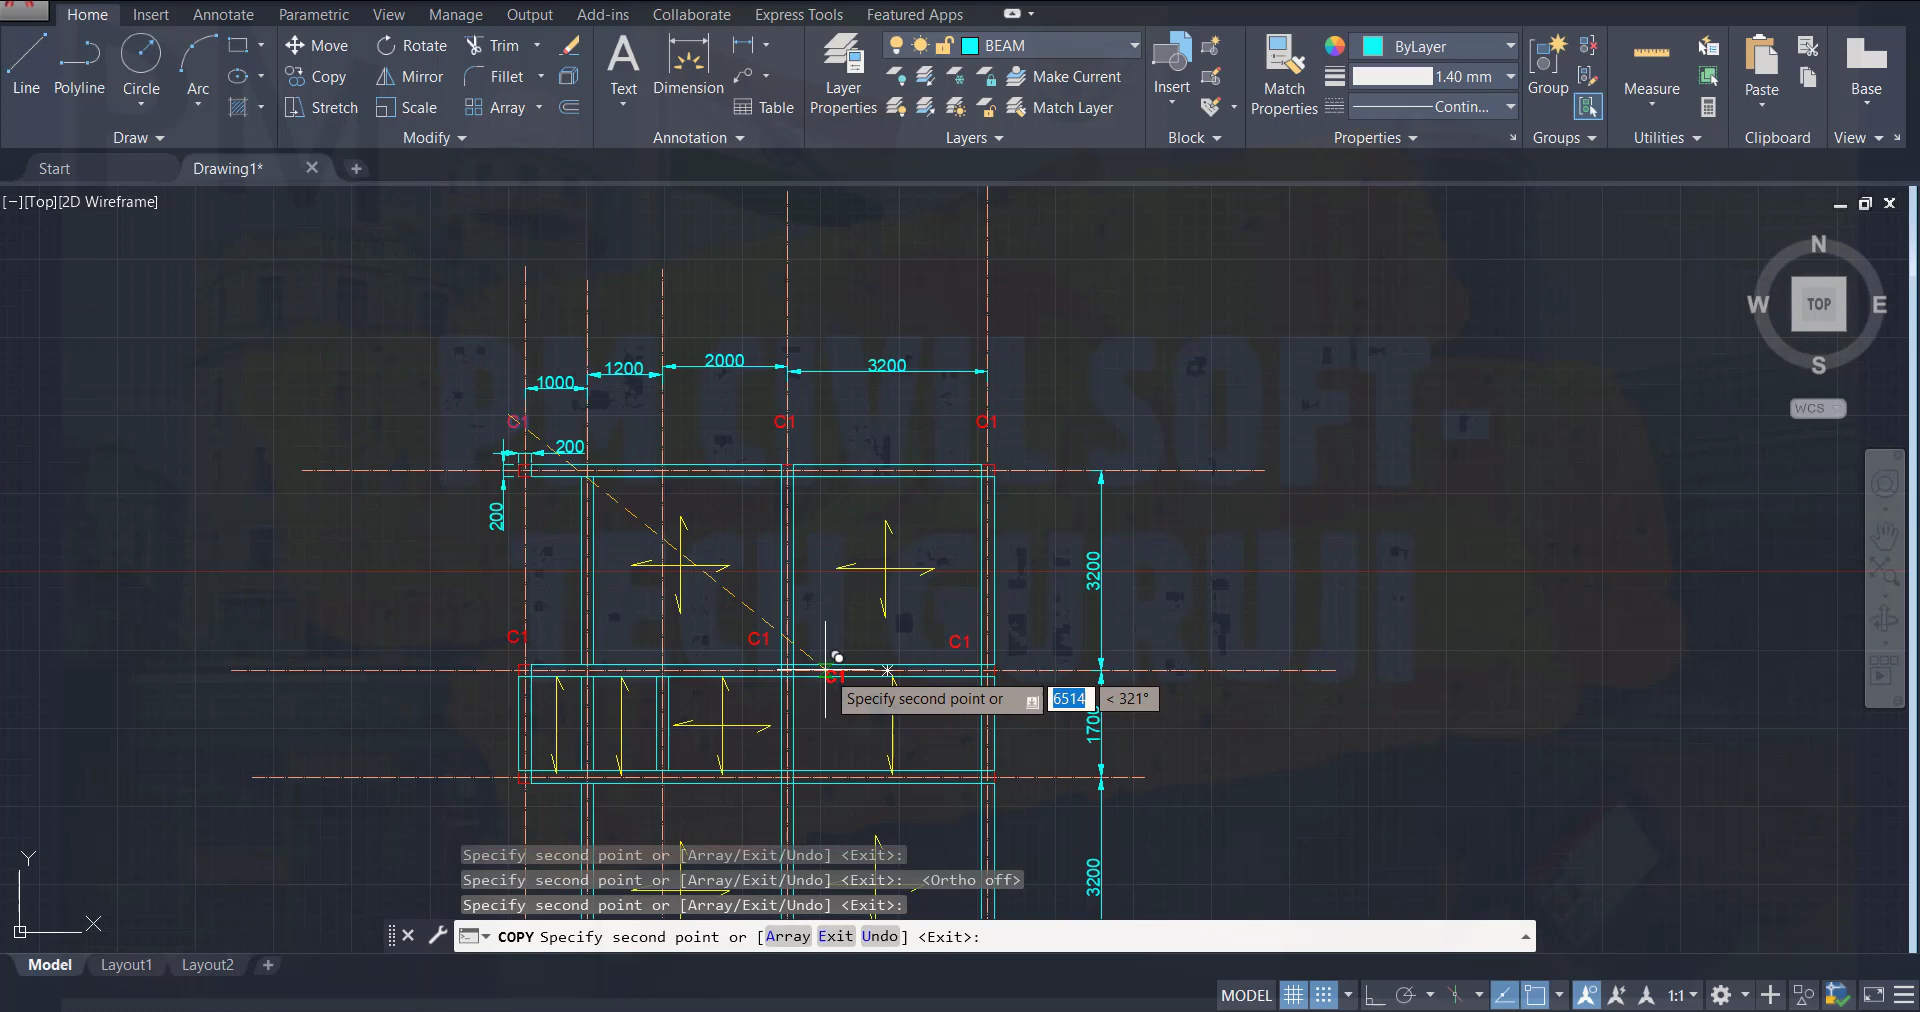 Home Insert Annotate Parametric View Manage Output Add-ins Collaborate Express Tools Featured Apps
Line Polyline Circle Arc
Move Rotate Trim
Copy Mirror Fillet
Stretch Scale Array
Text Dimension Table
Layer Properties
BEAM
Make Current
Match Layer
Insert
Match Properties
ByLayer
1.40 mm
Contin...
Group Measure Paste Base
Draw Modify Annotation Layers Block Properties Groups Utilities Clipboard View
Start Drawing1*
[−][Top][2D Wireframe]
N
W TOP E
S
WCS
1000 1200 2000 3200
C1 C1 C1
200
200
PM CIVILSOFT-
TECH GURUJI
3200
C1 C1 C1
C1
Specify second point or 6514 < 321°
1700
3200
Specify second point or [Array/Exit/Undo] <Exit>:
Specify second point or [Array/Exit/Undo] <Exit>: <Ortho off>
Specify second point or [Array/Exit/Undo] <Exit>:
COPY Specify second point or [Array Exit Undo] <Exit>:
Y
X
Model Layout1 Layout2
MODEL 1:1